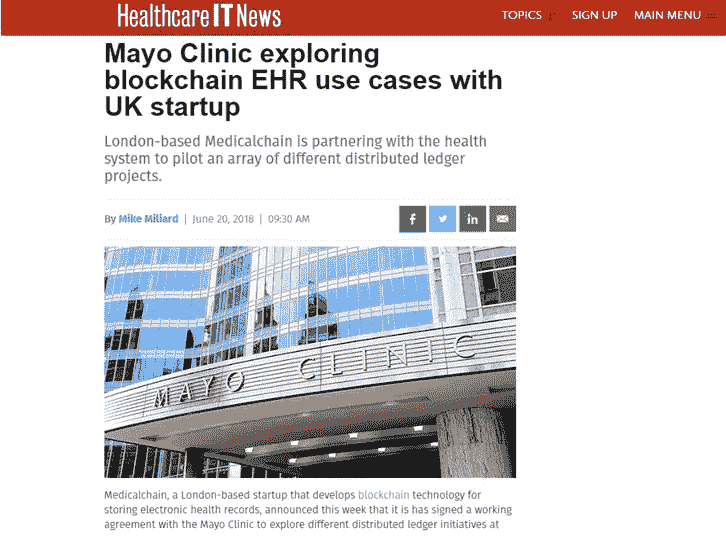 Healthcare IT News
TOPICS SIGN UP MAIN MENU
Mayo Clinic exploring
blockchain EHR use cases with
UK startup
London-based Medicalchain is partnering with the health
system to pilot an array of different distributed ledger
projects.
By Mike Miliard | June 20, 2018 | 09:30 AM
f in
MAYO CLINIC
Medicalchain, a London-based startup that develops blockchain technology for
storing electronic health records, announced this week that it is has signed a working
agreement with the Mayo Clinic to explore different distributed ledger initiatives at